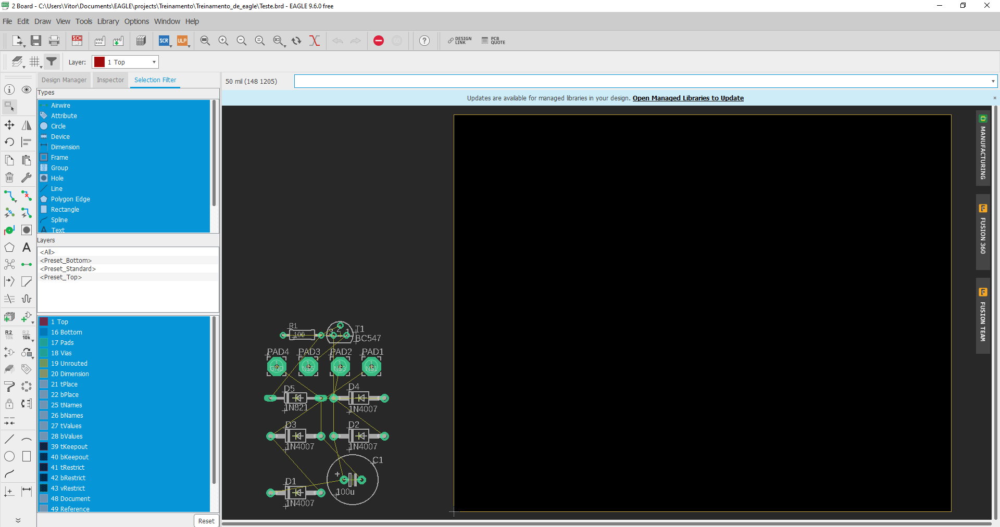 2 Board - C:\Users\Vitor\Documents\EAGLE\projects\Treinamento\Treinamento_de_eagle\Teste.brd - EAGLE 9.6.0 free
File Edit Draw View Tools Library Options Window Help
SCH BRD SCR ULP DESIGN LINK PCB QUOTE
Layer: 1 Top
Design Manager Inspector Selection Filter
50 mil (148 1205)
Updates are available for managed libraries in your design. Open Managed Libraries to Update
Types
Airwire
Attribute
Circle
Device
Dimension
Frame
Group
Hole
Line
Polygon Edge
Rectangle
Spline
Text
Layers
<All>
<Preset_Bottom>
<Preset_Standard>
<Preset_Top>
1 Top
16 Bottom
17 Pads
18 Vias
19 Unrouted
20 Dimension
21 tPlace
22 bPlace
25 tNames
26 bNames
27 tValues
28 bValues
39 tKeepout
40 bKeepout
41 tRestrict
42 bRestrict
43 vRestrict
48 Document
49 Reference
Reset
R2 10k
R2 10k
R1
100
3 2 1
T1
BC547
PAD4 PAD3 PAD2 PAD1
1 1 1 1
GND N$5 N$3 N$1
D5
1N821
D4
1N4007
D3
1N4007
D2
1N4007
C1
+
100u
D1
1N4007
MANUFACTURING
FUSION 360
FUSION TEAM